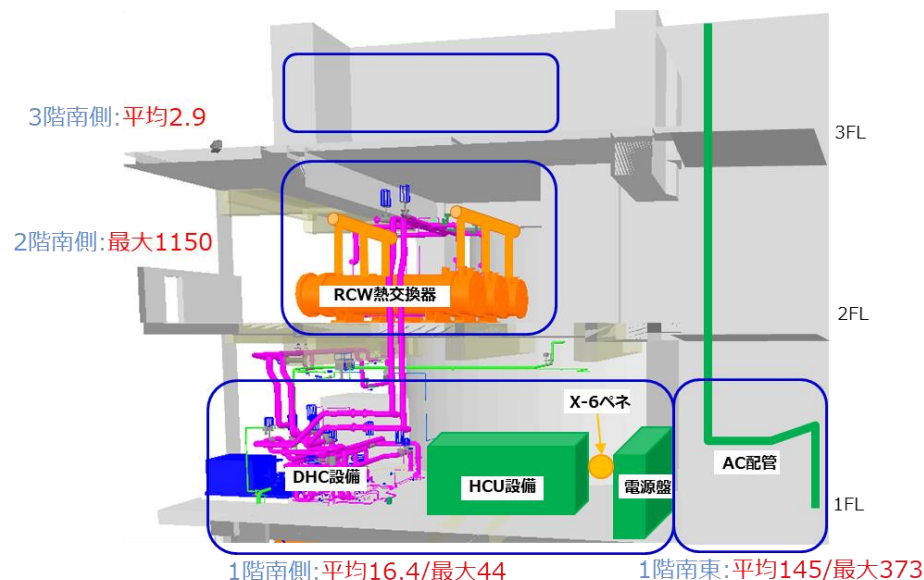 3階南側:平均2.9
3FL
2階南側:最大1150
RCW熱交換器
2FL
X-6ペネ
DHC設備
HCU設備
電源盤
AC配管
1FL
1階南側:平均16.4/最大44
1階南東:平均145/最大373